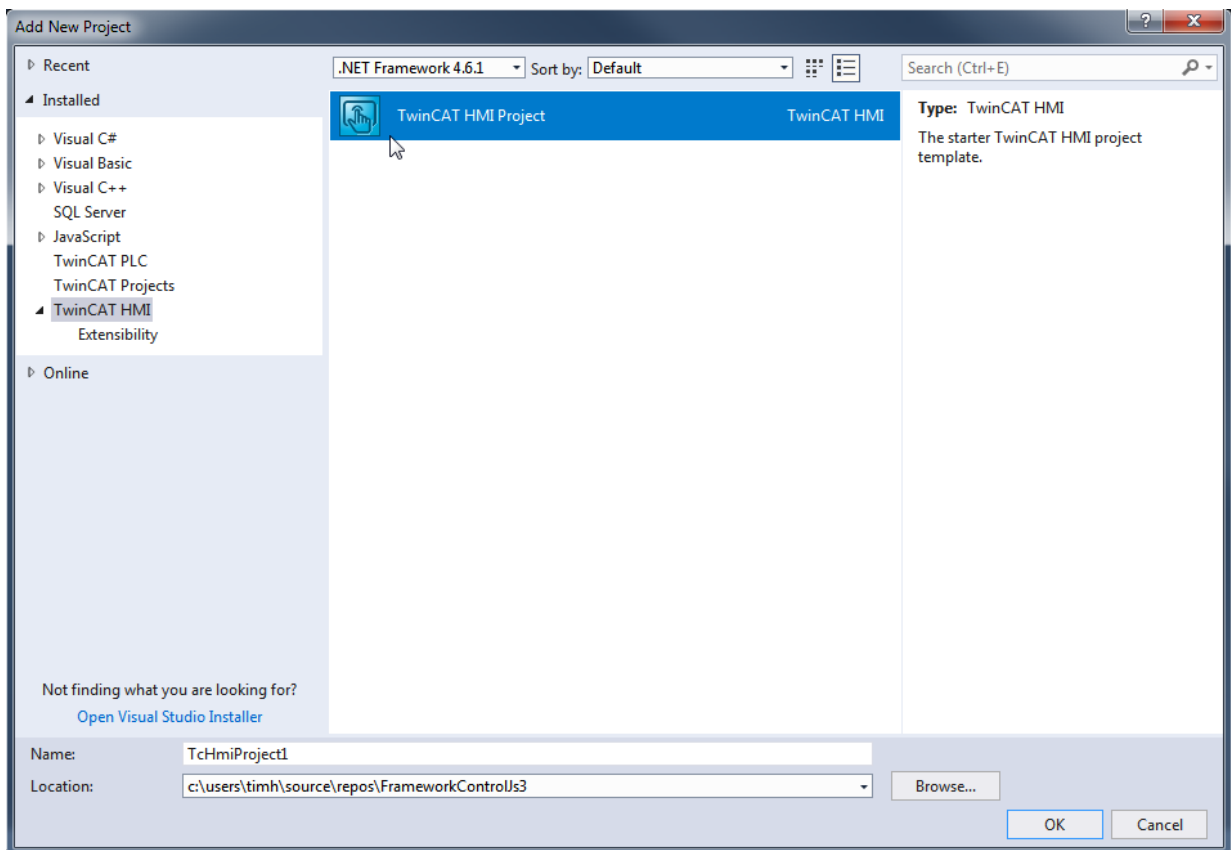 Add New Project
?
x
Recent
.NET Framework 4.6.1 Sort by: Default
Search (Ctrl+E)
Installed
Visual C#
Visual Basic
Visual C++
SQL Server
JavaScript
TwinCAT PLC
TwinCAT Projects
TwinCAT HMI
Extensibility
Online
TwinCAT HMI Project TwinCAT HMI
Type: TwinCAT HMI
The starter TwinCAT HMI project
template.
Not finding what you are looking for?
Open Visual Studio Installer
Name: TcHmiProject1
Location: c:\users\timh\source\repos\FrameworkControlJs3 Browse...
OK Cancel